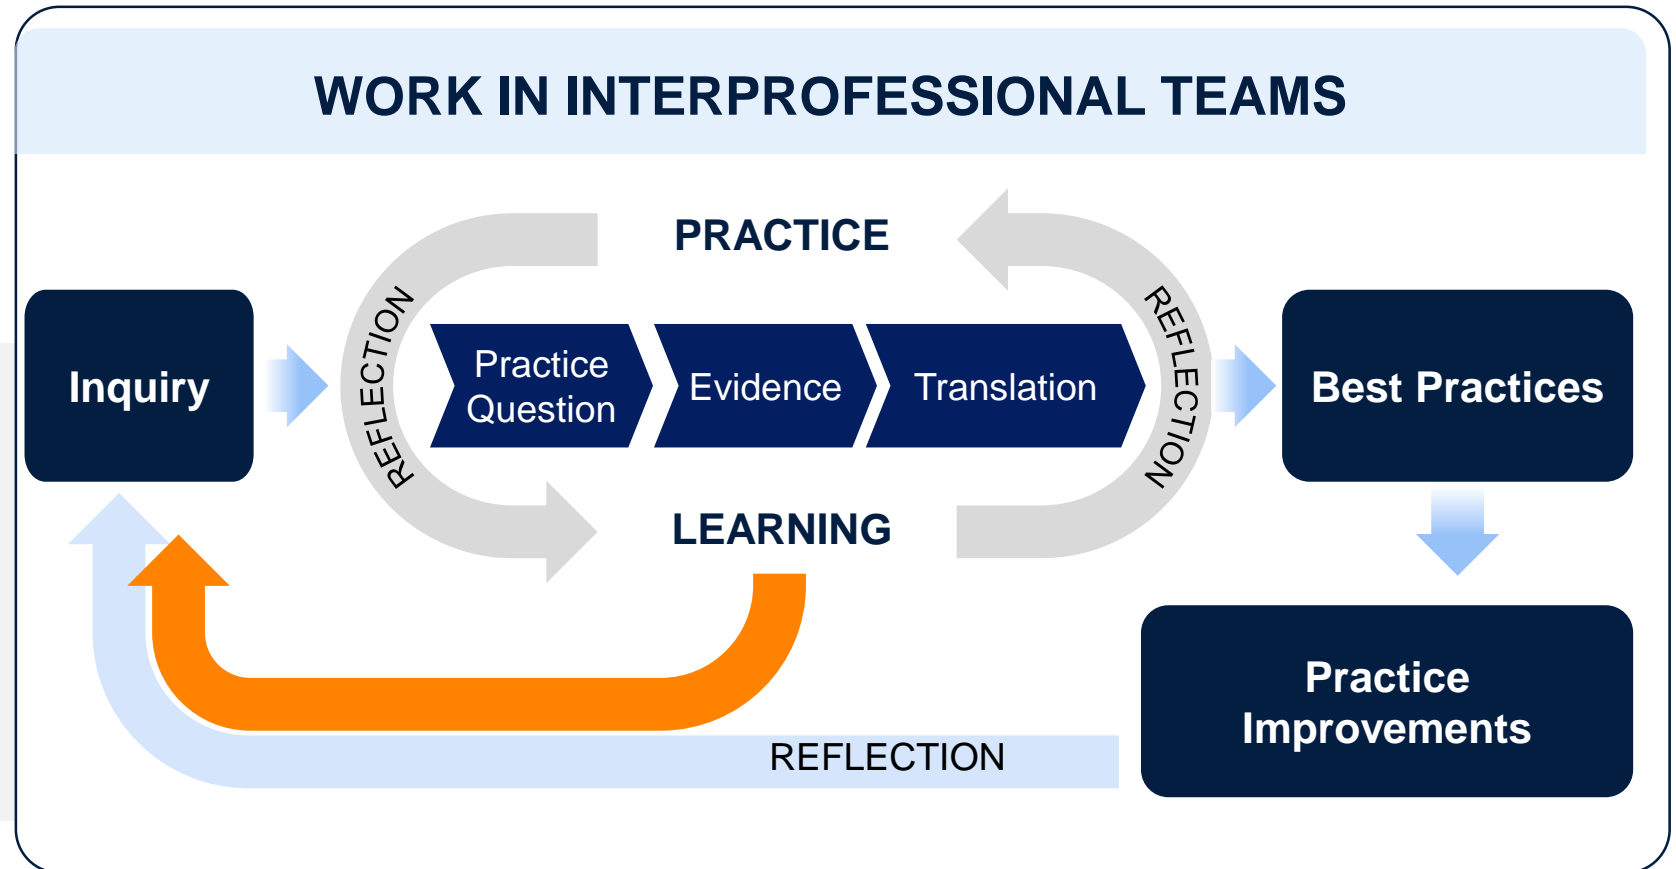 WORK IN INTERPROFESSIONAL TEAMS
PRACTICE
Inquiry
REFLECTION
Practice
Question
Evidence
Translation
REFLECTION
Best Practices
LEARNING
Practice
Improvements
REFLECTION